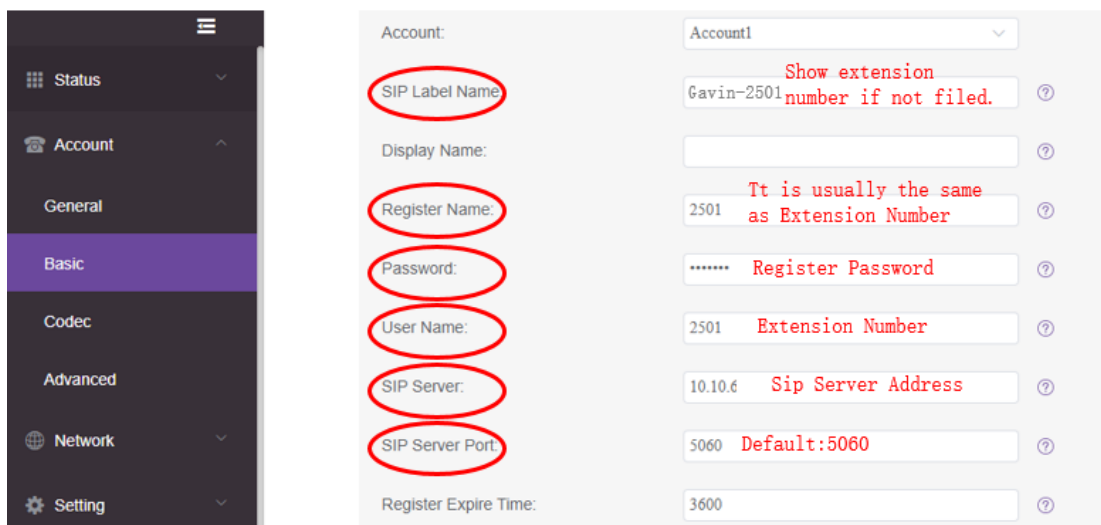 Status
Account
General
Basic
Codec
Advanced
Network
Setting
Account: Account1
SIP Label Name: Gavin-2501 Show extension
number if not filed.
Display Name:
Register Name: 2501 Tt is usually the same
as Extension Number
Password: ••••••• Register Password
User Name: 2501 Extension Number
SIP Server: 10.10.6 Sip Server Address
SIP Server Port: 5060 Default:5060
Register Expire Time: 3600